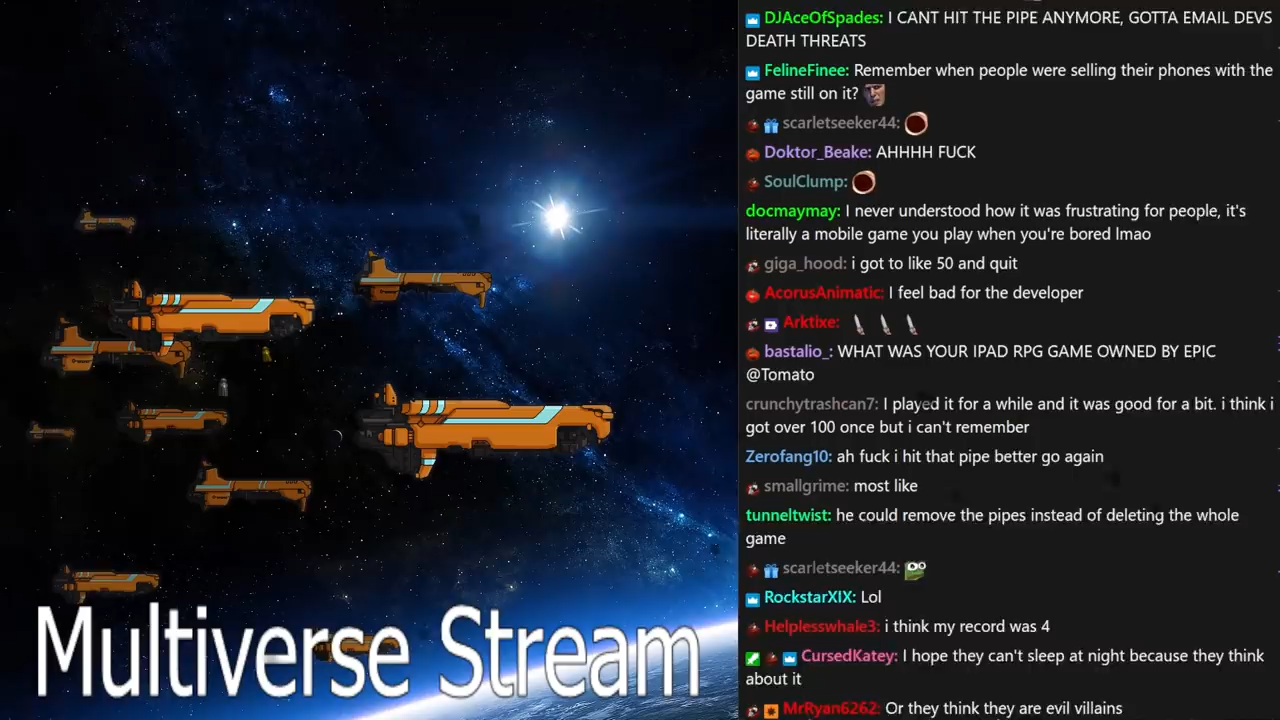 DJAceOfSpades: I CANT HIT THE PIPE ANYMORE, GOTTA EMAIL DEVS
DEATH THREATS
FelineFinee: Remember when people were selling their phones with the
game still on it?
scarletseeker44:
Doktor_Beake: AHHHH FUCK
SoulClump:
docmaymay: I never understood how it was frustrating for people, it's
literally a mobile game you play when you're bored lmao
giga_hood: i got to like 50 and quit
AcorusAnimatic: I feel bad for the developer
Arktixe:
bastalio_: WHAT WAS YOUR IPAD RPG GAME OWNED BY EPIC
@Tomato
crunchytrashcan7: I played it for a while and it was good for a bit. i think i
got over 100 once but i can't remember
Zerofang10: ah fuck i hit that pipe better go again
smallgrime: most like
tunneltwist: he could remove the pipes instead of deleting the whole
game
scarletseeker44:
RockstarXIX: Lol
Helplesswhale3: i think my record was 4
CursedKatey: I hope they can't sleep at night because they think
about it
MrRyan6262: Or they think they are evil villains
Multiverse Stream